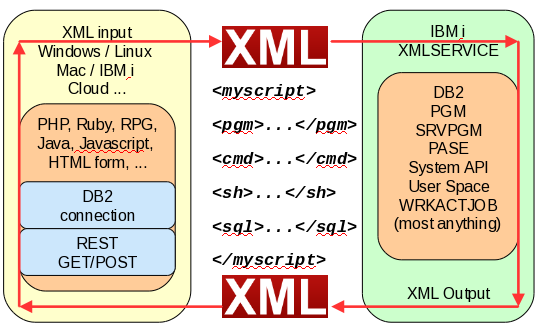 XML input
Windows / Linux
Mac / IBM i
Cloud ...
PHP, Ruby, RPG,
Java, Javascript,
HTML form, ...
DB2
connection
REST
GET/POST
XML
<myscript>
<pgm>...</pgm>
<cmd>...</cmd>
<sh>...</sh>
<sql>...</sql>
</myscript>
XML
IBM i
XMLSERVICE
DB2
PGM
SRVPGM
PASE
System API
User Space
WRKACTJOB
(most anything)
XML Output